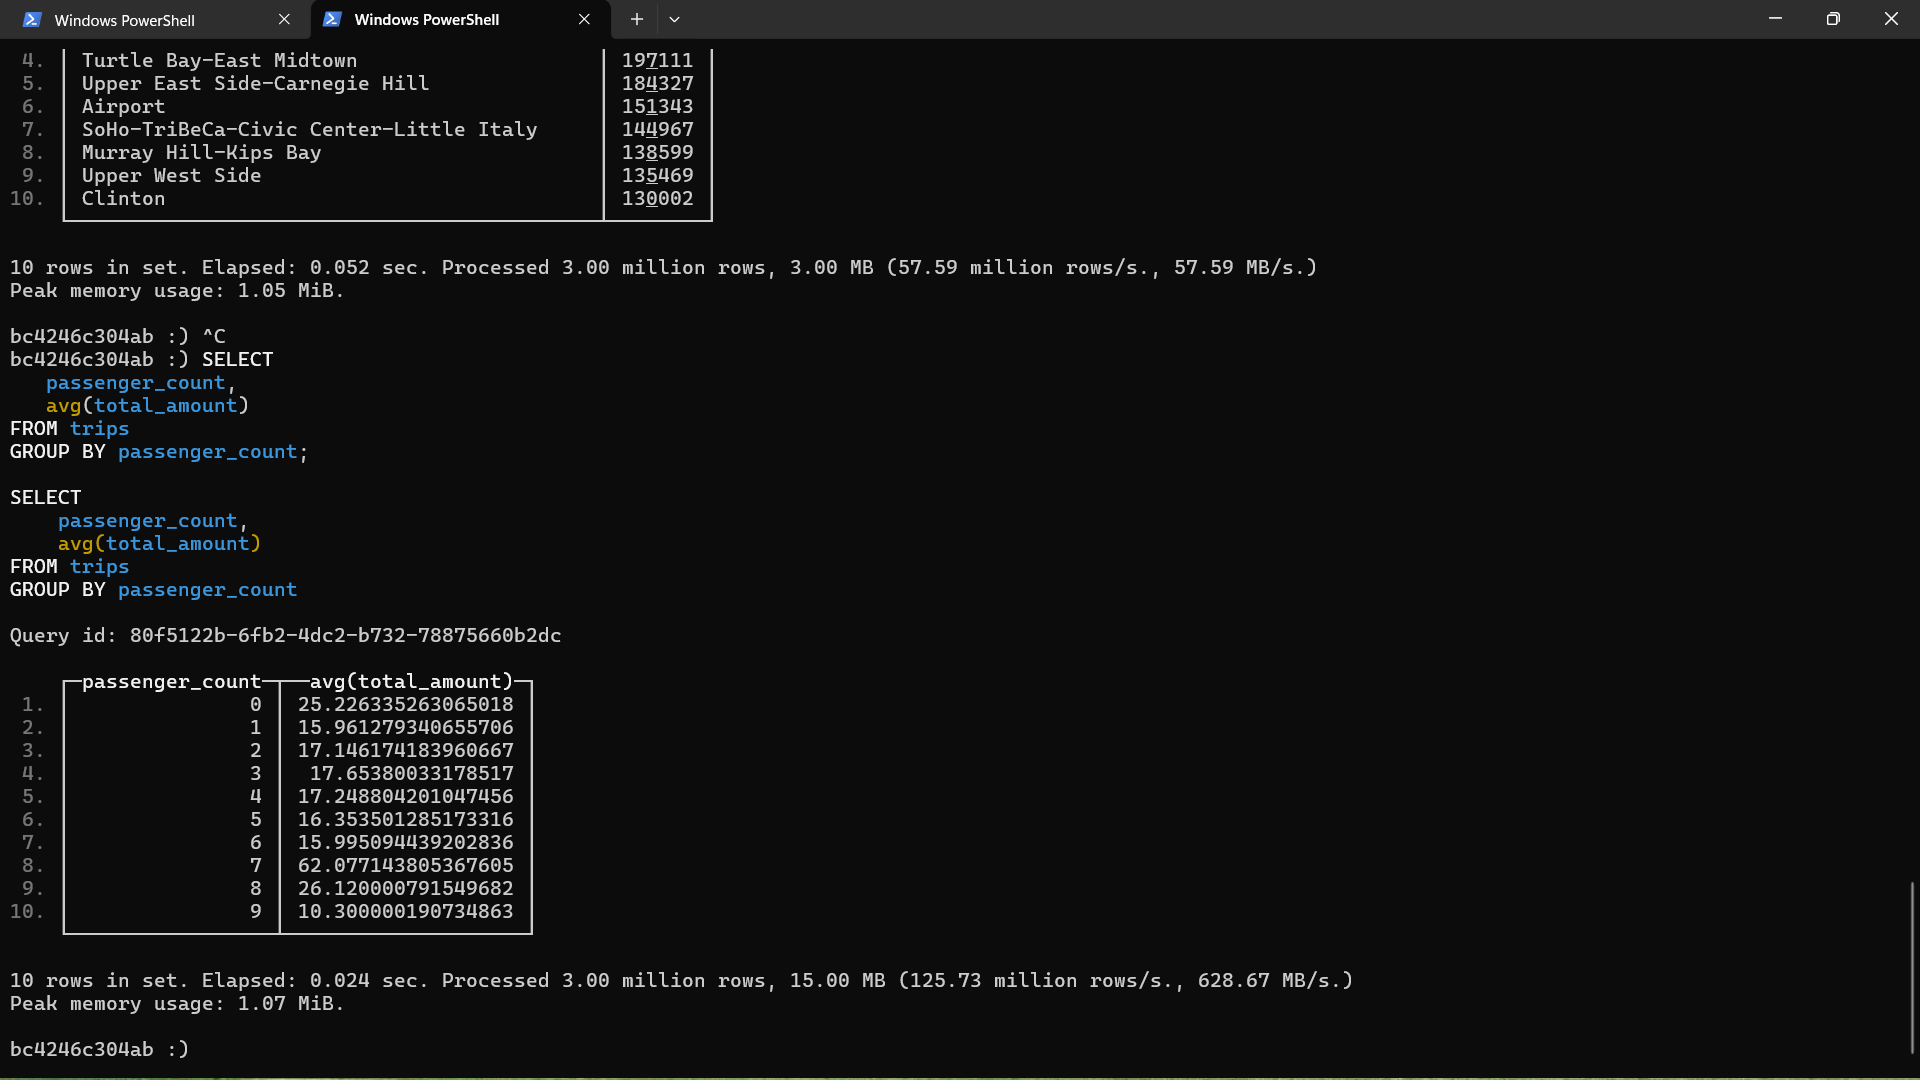 Windows PowerShell
Windows PowerShell
4. Turtle Bay-East Midtown 197111
5. Upper East Side-Carnegie Hill 184327
6. Airport 151343
7. SoHo-TriBeCa-Civic Center-Little Italy 144967
8. Murray Hill-Kips Bay 138599
9. Upper West Side 135469
10. Clinton 130002
10 rows in set. Elapsed: 0.052 sec. Processed 3.00 million rows, 3.00 MB (57.59 million rows/s., 57.59 MB/s.)
Peak memory usage: 1.05 MiB.
bc4246c304ab :) ^C
bc4246c304ab :) SELECT
passenger_count,
avg(total_amount)
FROM trips
GROUP BY passenger_count;
SELECT
passenger_count,
avg(total_amount)
FROM trips
GROUP BY passenger_count
Query id: 80f5122b-6fb2-4dc2-b732-78875660b2dc
passenger_count avg(total_amount)
1. 0 25.226335263065018
2. 1 15.961279340655706
3. 2 17.146174183960667
4. 3 17.65380033178517
5. 4 17.248804201047456
6. 5 16.353501285173316
7. 6 15.995094439202836
8. 7 62.077143805367605
9. 8 26.120000791549682
10. 9 10.300000190734863
10 rows in set. Elapsed: 0.024 sec. Processed 3.00 million rows, 15.00 MB (125.73 million rows/s., 628.67 MB/s.)
Peak memory usage: 1.07 MiB.
bc4246c304ab :)